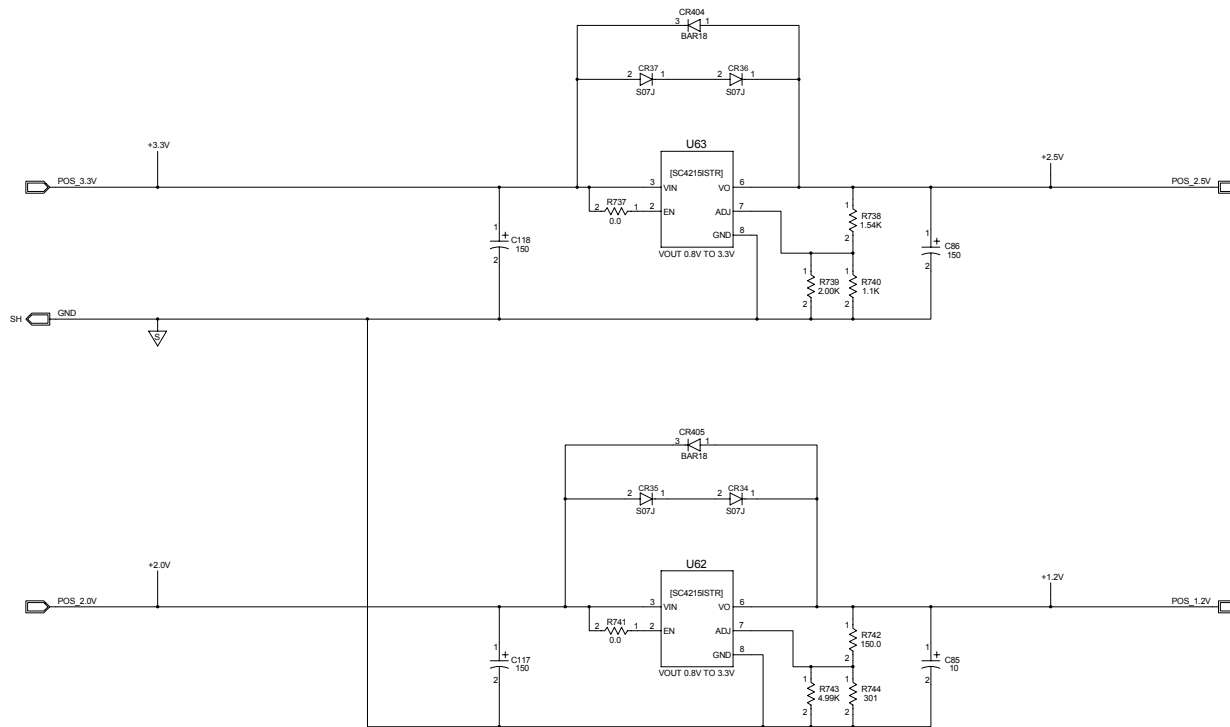 CR404
3 1
BAR18
CR37 CR36
2 1 2 1
S07J S07J
U63
+3.3V +2.5V
[SC4215ISTR]
POS_3.3V POS_2.5V
3 VIN VO 6
R737
2 1 2 EN ADJ 7
0.0
1 R738
1.54K
2
GND 8
VOUT 0.8V TO 3.3V
1 + C118
150
2
1 + C86
150
2
1 R739
2.00K
2
1 R740
1.1K
2
SH GND
S
CR405
3 1
BAR18
CR35 CR34
2 1 2 1
S07J S07J
U62
+2.0V +1.2V
[SC4215ISTR]
POS_2.0V POS_1.2V
3 VIN VO 6
R741
2 1 2 EN ADJ 7
0.0
1 R742
150.0
2
GND 8
VOUT 0.8V TO 3.3V
1 + C117
150
2
1 + C85
10
2
1 R743
4.99K
2
1 R744
301
2